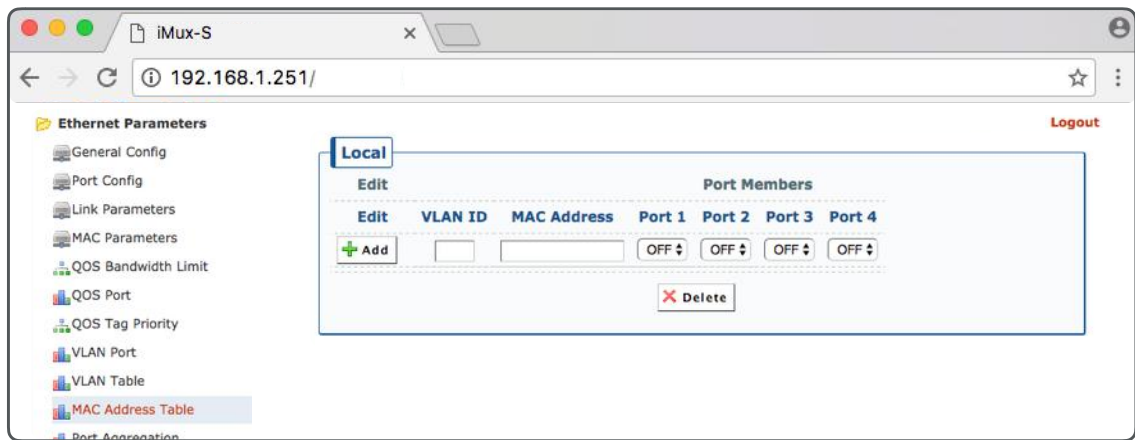 iMux-S
192.168.1.251/
Ethernet Parameters
General Config
Port Config
Link Parameters
MAC Parameters
QOS Bandwidth Limit
QOS Port
QOS Tag Priority
VLAN Port
VLAN Table
MAC Address Table
Port Aggregation
Logout
Local
Edit Port Members
Edit VLAN ID MAC Address Port 1 Port 2 Port 3 Port 4
Add OFF OFF OFF OFF
Delete